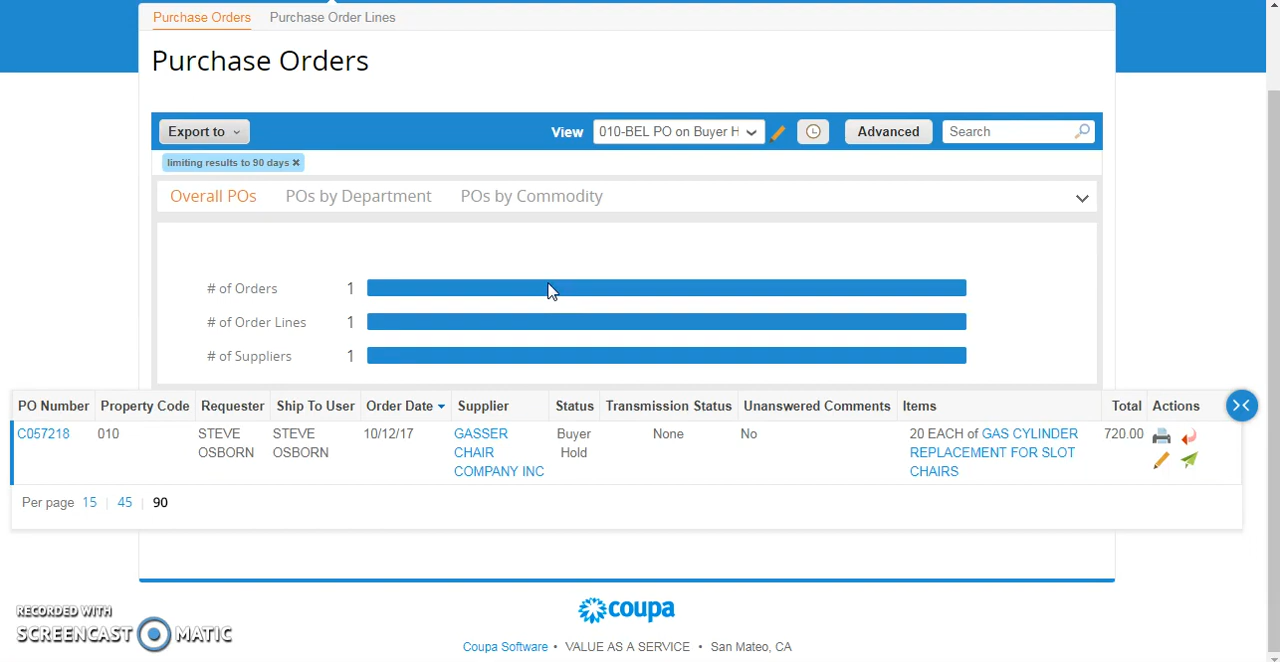 Purchase Orders Purchase Order Lines
Purchase Orders
Export to View 010-BEL PO on Buyer H Advanced Search
limiting results to 90 days ×
Overall POs POs by Department POs by Commodity
# of Orders 1
# of Order Lines 1
# of Suppliers 1
PO Number Property Code Requester Ship To User Order Date Supplier Status Transmission Status Unanswered Comments Items Total Actions
C057218 010 STEVE STEVE 10/12/17 GASSER Buyer None No 20 EACH of GAS CYLINDER 720.00
OSBORN OSBORN CHAIR Hold REPLACEMENT FOR SLOT
COMPANY INC CHAIRS
Per page 15 | 45 | 90
coupa
RECORDED WITH
SCREENCAST MATIC
Coupa Software • VALUE AS A SERVICE • San Mateo, CA